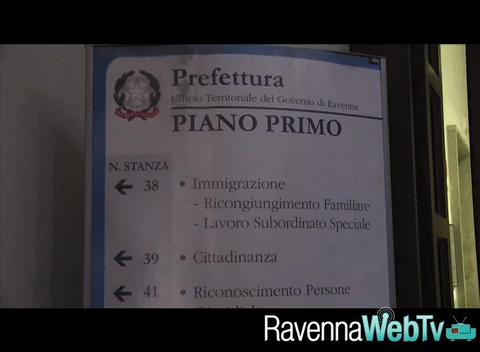 Prefettura
Ufficio Territoriale del Governo di Ravenna
PIANO PRIMO
N. STANZA
← 38 • Immigrazione
- Ricongiungimento Familiare
- Lavoro Subordinato Speciale
← 39 • Cittadinanza
← 41 • Riconoscimento Persone
RavennaWebTv